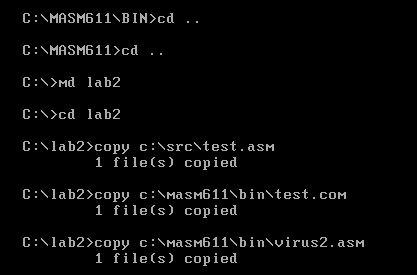 C:\MASM611\BIN>cd ..
C:\MASM611>cd ..
C:\>md lab2
C:\>cd lab2
C:\lab2>copy c:\src\test.asm
1 file(s) copied
C:\lab2>copy c:\masm611\bin\test.com
1 file(s) copied
C:\lab2>copy c:\masm611\bin\virus2.asm
1 file(s) copied